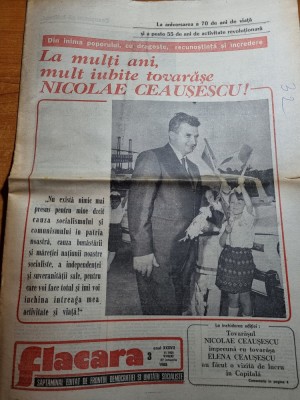 La aniversarea a 70 de ani de viață
și a peste 55 de ani de activitate revoluționară
Din inima poporului, cu dragoste, recunoștință și încredere
La mulți ani,
mult iubite tovarășe
NICOLAE CEAUȘESCU!
32
„Nu există nimic mai
presus pentru mine decît
cauza socialismului și
comunismului în patria
noastră, cauza bunăstării
și măreției națiunii noastre
socialiste, a independenței
și suveranității sale, pentru
care voi face totul și îmi voi
închina întreaga mea
activitate și viață!”
flacăra
3
SĂPTĂMÎNAL EDITAT DE FRONTUL DEMOCRAȚIEI ȘI UNITĂȚII SOCIALISTE
La închiderea ediției:
Tovarășul
NICOLAE CEAUȘESCU
împreună cu tovarășa
ELENA CEAUȘESCU
au făcut o vizită de lucru
în Capitală